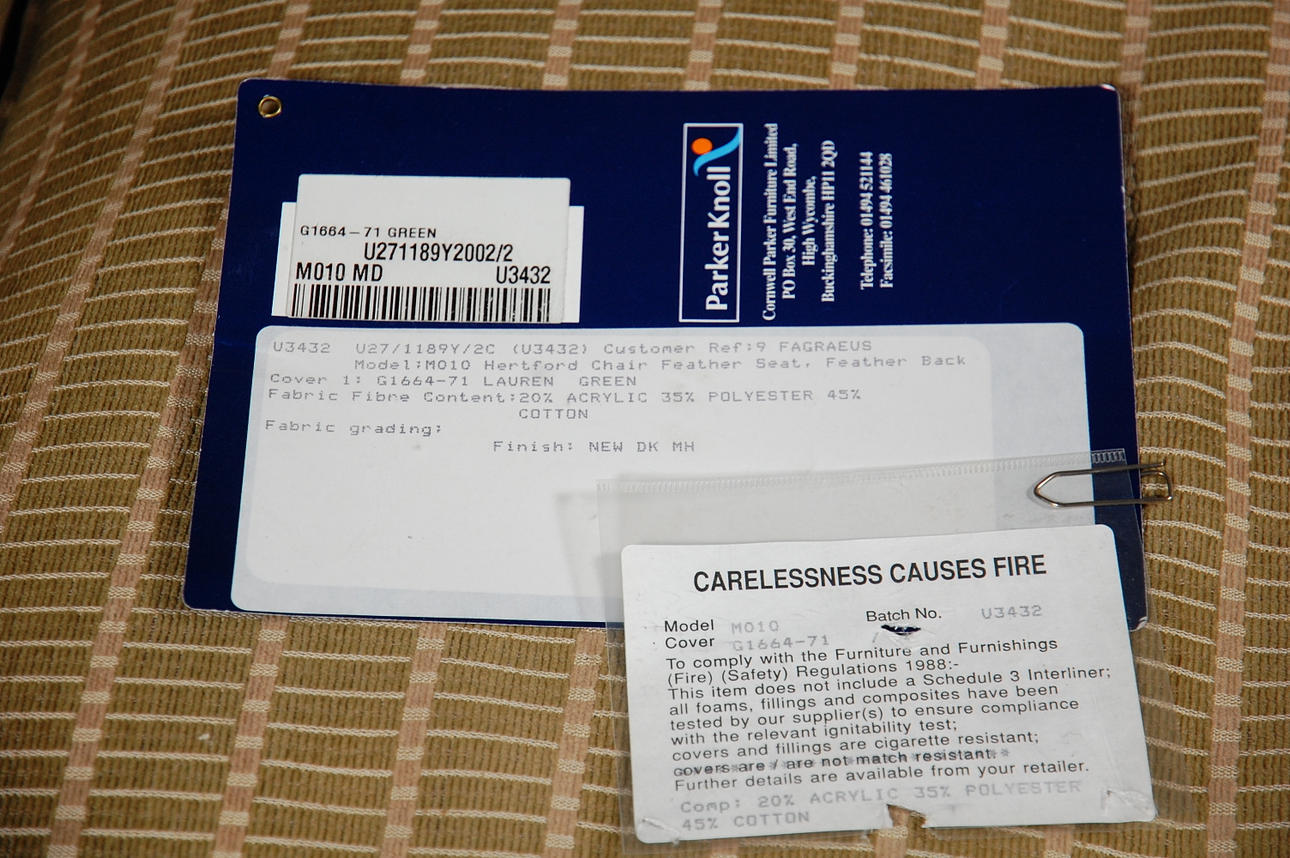 G1664-71 GREEN
U271189Y2002/2
M010 MD U3432
ParkerKnoll
Cornwell Parker Furniture Limited
PO Box 30, West End Road,
High Wycombe,
Buckinghamshire HP11 2QD
Telephone: 01494 521144
Facsimile: 01494 461028
U3432 U27/1189Y/2C (U3432) Customer Ref:9 FAGRAEUS
Model:M010 Hertford Chair Feather Seat, Feather Back
Cover 1: G1664-71 LAUREN GREEN
Fabric Fibre Content:20% ACRYLIC 35% POLYESTER 45%
COTTON
Fabric grading:
Finish: NEW DK MH
CARELESSNESS CAUSES FIRE
Model M010 Batch No. U3432
Cover G1664-71
To comply with the Furniture and Furnishings
(Fire) (Safety) Regulations 1988:-
This item does not include a Schedule 3 Interliner;
all foams, fillings and composites have been
tested by our supplier(s) to ensure compliance
with the relevant ignitability test;
covers and fillings are cigarette resistant;
covers are / are not match resistant.
Further details are available from your retailer.
Comp: 20% ACRYLIC 35% POLYESTER
45% COTTON